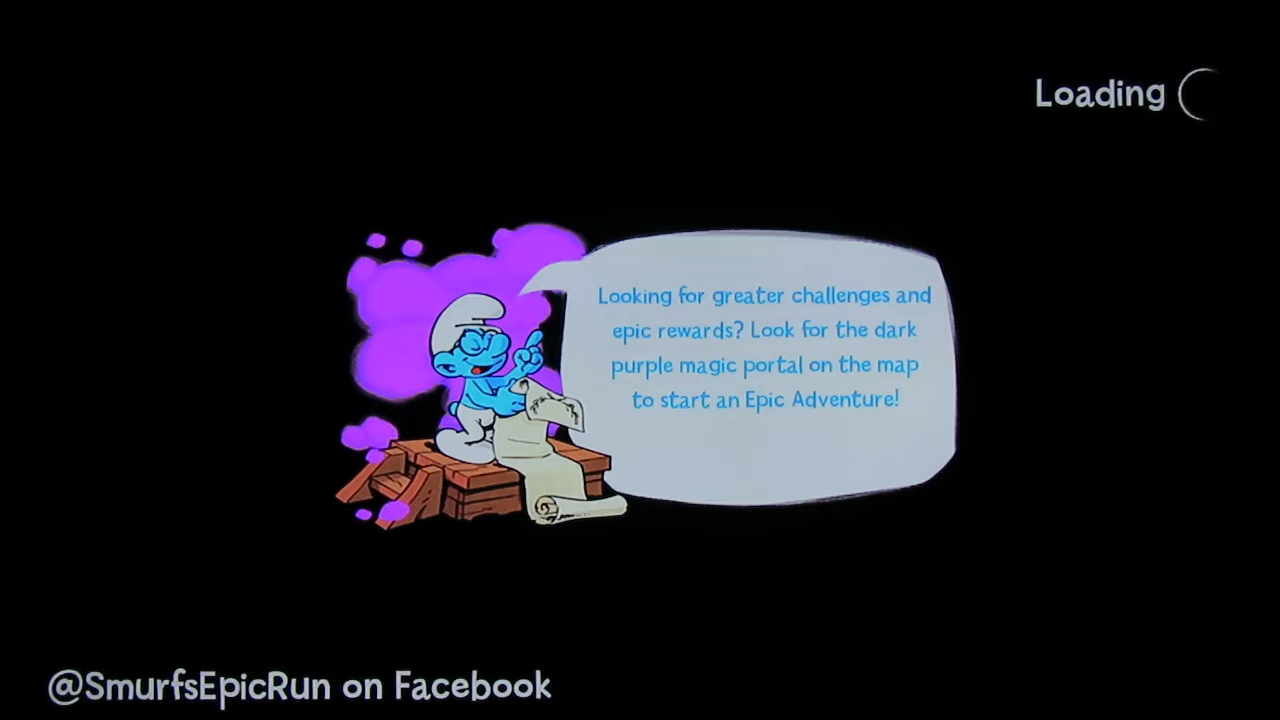 Loading
Looking for greater challenges and
epic rewards? Look for the dark
purple magic portal on the map
to start an Epic Adventure!
@SmurfsEpicRun on Facebook